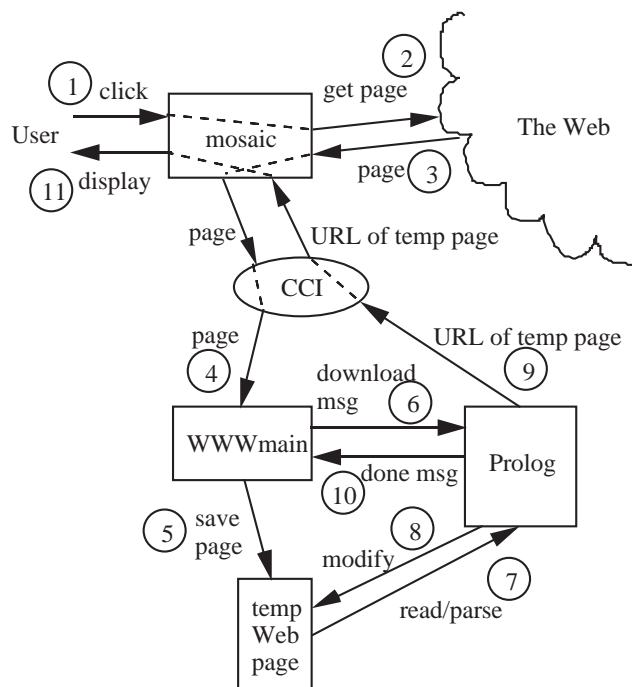 2
1
click
get page
User
mosaic
The Web
11
display
page
3
page
URL of temp page
CCI
page
URL of temp page
4
9
download
msg
6
WWWmain
Prolog
done msg
10
5
save
page
8
modify
7
read/parse
temp
Web
page